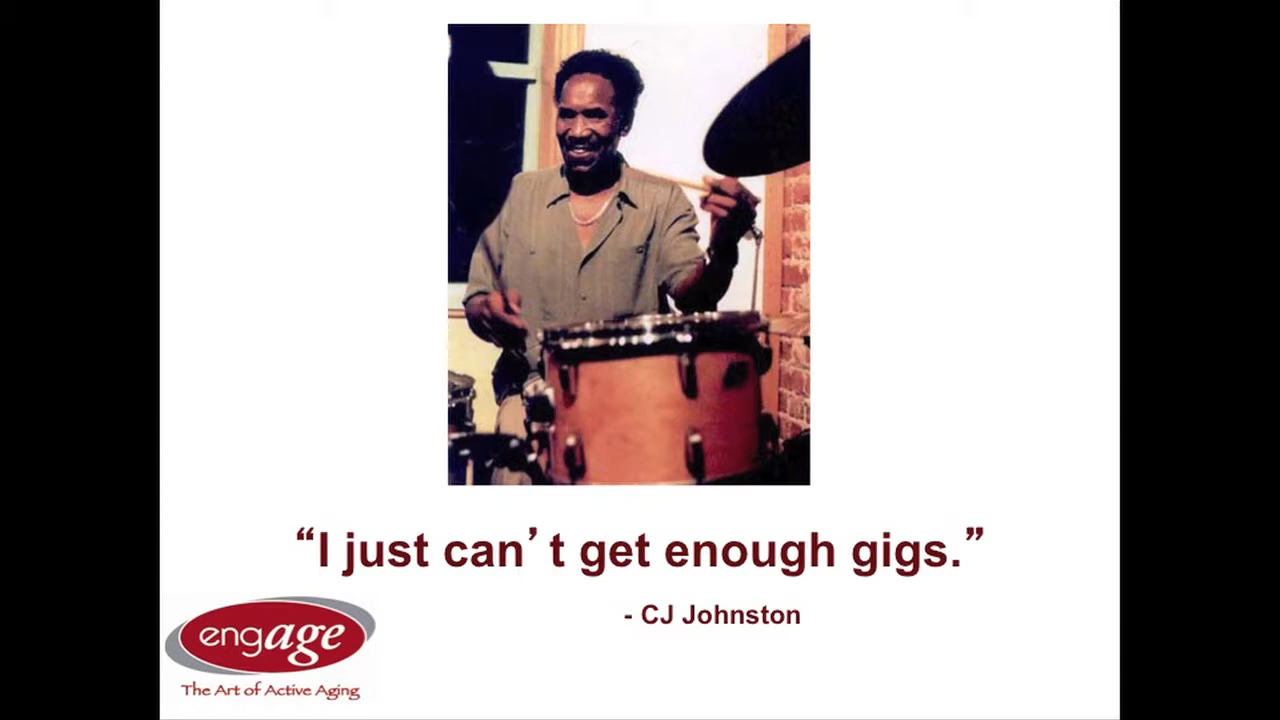 “I just can’t get enough gigs.”
- CJ Johnston
engage
The Art of Active Aging